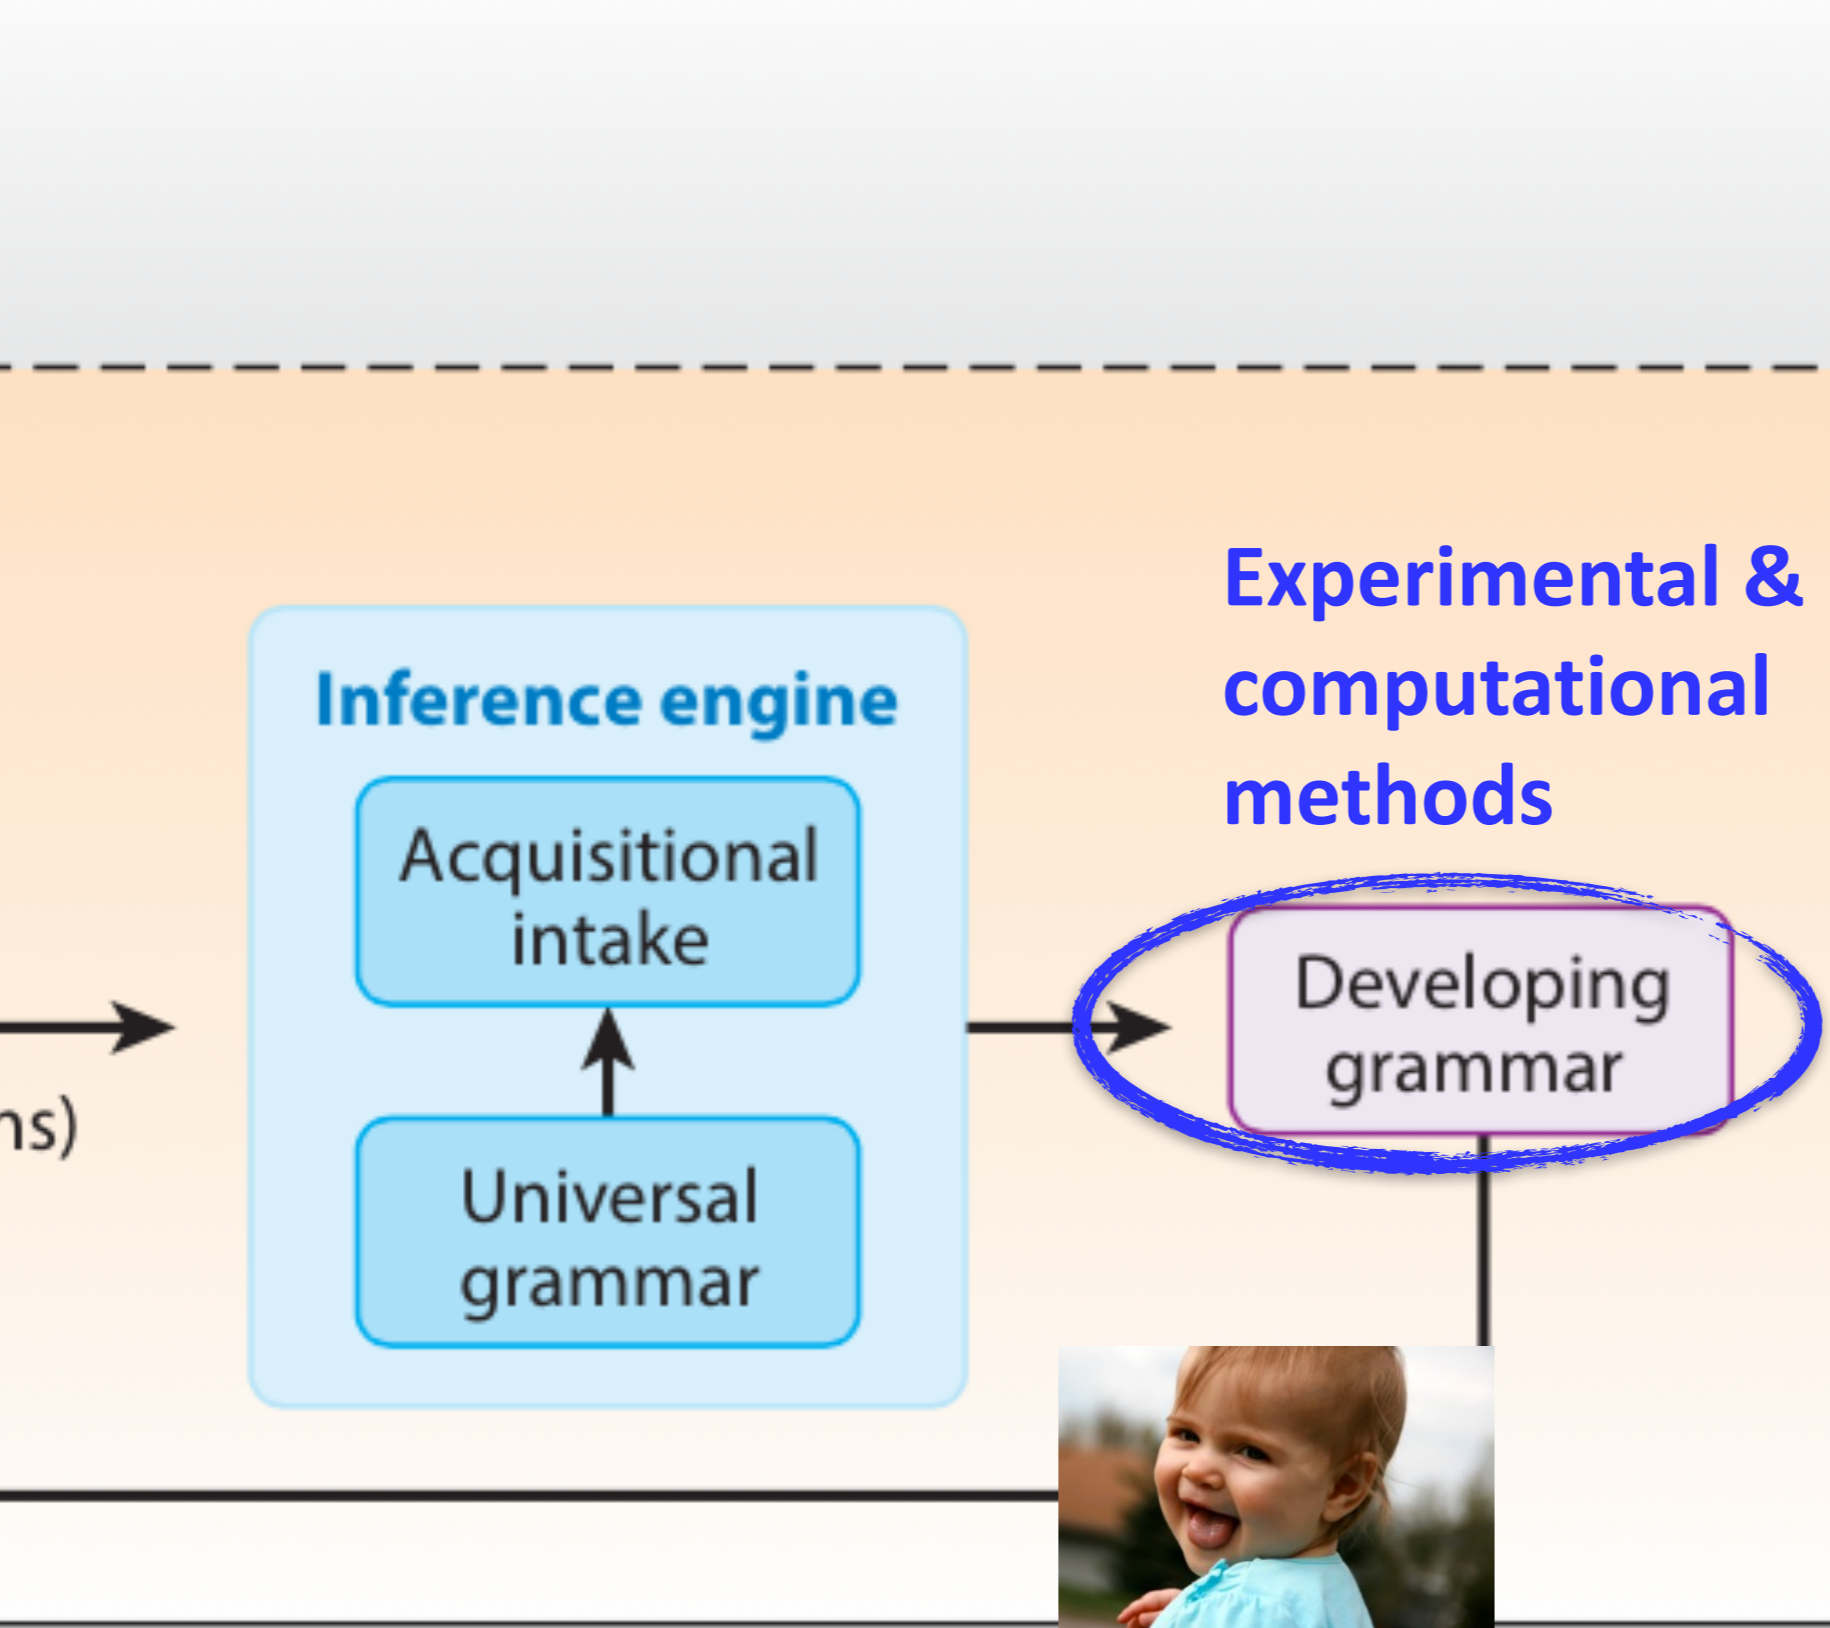 Experimental &
computational
methods
Inference engine
Acquisitional
intake
Universal
grammar
Developing
grammar
ns)